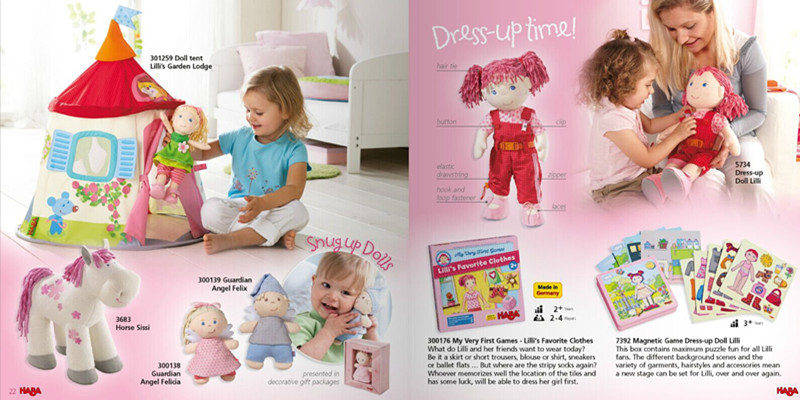 301259 Doll tent
Lilli's Garden Lodge
Snug up Dolls
300139 Guardian
Angel Felix
3683
Horse Sissi
300138
Guardian
Angel Felicia
presented in
decorative gift packages
22 HABA
Dress-up time!
hair tie
button
clip
elastic
drawstring
zipper
hook and
loop fastener
laces
5734
Dress-up
Doll Lilli
My Very First Games
Lilli's Favorite Clothes
2+
HABA
Made in
Germany
2+ Years
2-4 Players
3+ Years
300176 My Very First Games - Lilli's Favorite Clothes
What do Lilli and her friends want to wear today?
Be it a skirt or short trousers, blouse or shirt, sneakers
or ballet flats ... But where are the stripy socks again?
Whoever memorizes well the location of the tiles and
has some luck, will be able to dress her girl first.
7392 Magnetic Game Dress-up Doll Lilli
This box contains maximum puzzle fun for all Lilli
fans. The different background scenes and the
variety of garments, hairstyles and accessories mean
a new stage can be set for Lilli, over and over again.
HABA